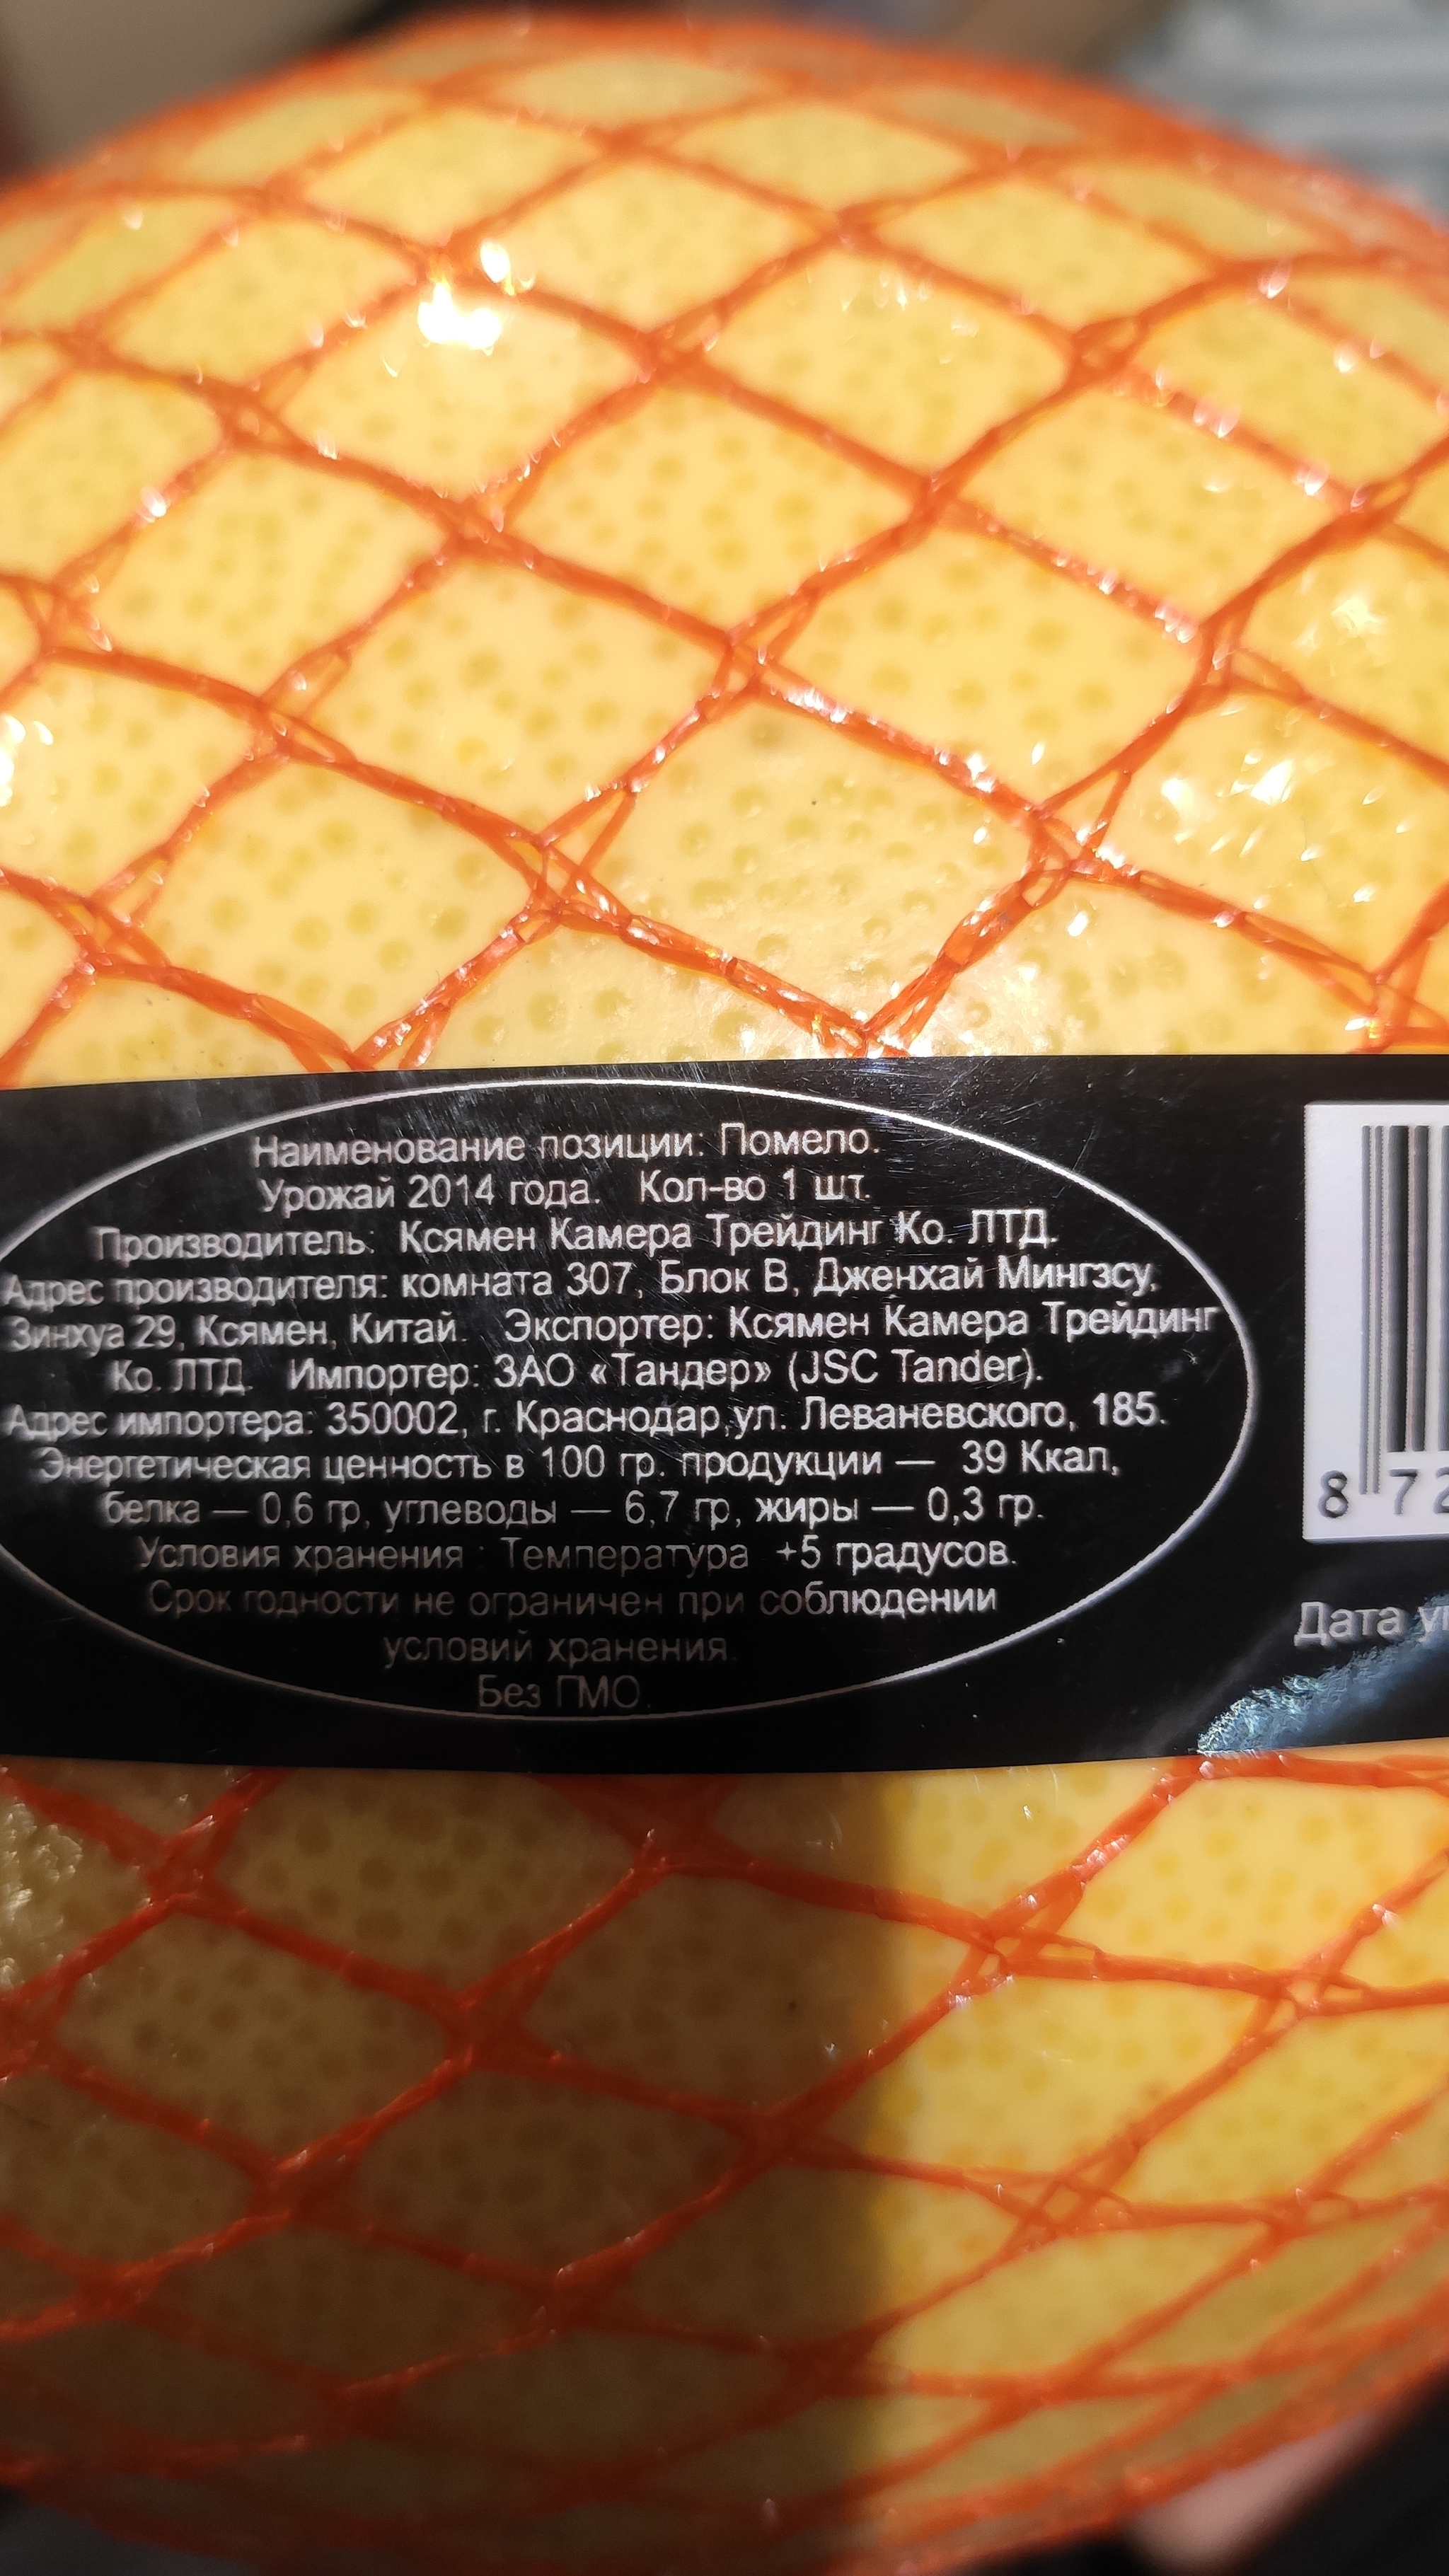 Наименование позиции: Помело.
Урожай 2014 года. Кол-во 1 шт.
Производитель: Ксямен Камера Трейдинг Ко. ЛТД.
Адрес производителя: комната 307, Блок В, Дженхай Мингзсу,
Зинхуа 29, Ксямен, Китай. Экспортер: Ксямен Камера Трейдинг
Ко. ЛТД. Импортер: ЗАО «Тандер» (JSC Tander).
Адрес импортера: 350002, г. Краснодар,ул. Леваневского, 185.
Энергетическая ценность в 100 гр. продукции — 39 Ккал,
белка — 0,6 гр, углеводы — 6,7 гр, жиры — 0,3 гр.
Условия хранения : Температура +5 градусов.
Срок годности не ограничен при соблюдении
условий хранения.
Без ГМО.
8 72
Дата